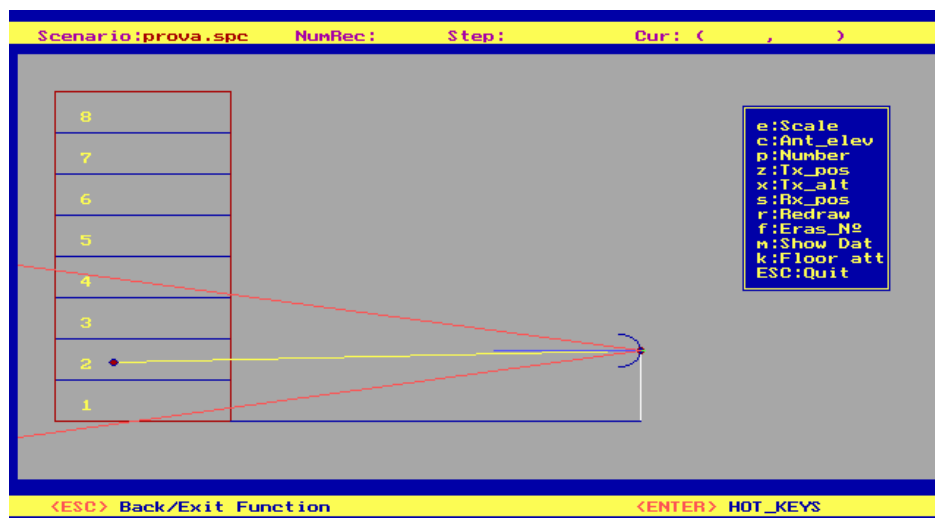 Scenario:prova.spc NumRec: Step: Cur: ( , )
8
7
6
5
4
3
2
1
e:Scale
c:Ant_elev
p:Number
z:Tx_pos
x:Tx_alt
s:Rx_pos
r:Redraw
f:Eras_Nº
m:Show Dat
k:Floor att
ESC:Quit
<ESC> Back/Exit Function <ENTER> HOT_KEYS